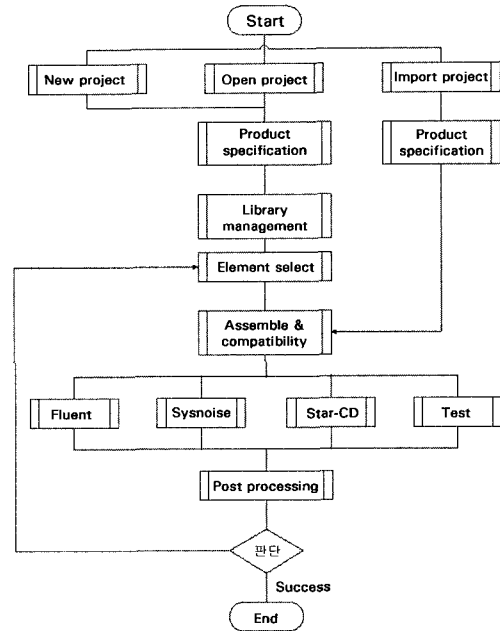 Start
New project
Open project
Import project
Product
specification
Product
specification
Library
management
Element select
Assemble &
compatibility
Fluent
Sysnoise
Star-CD
Test
Post processing
판단
Success
End